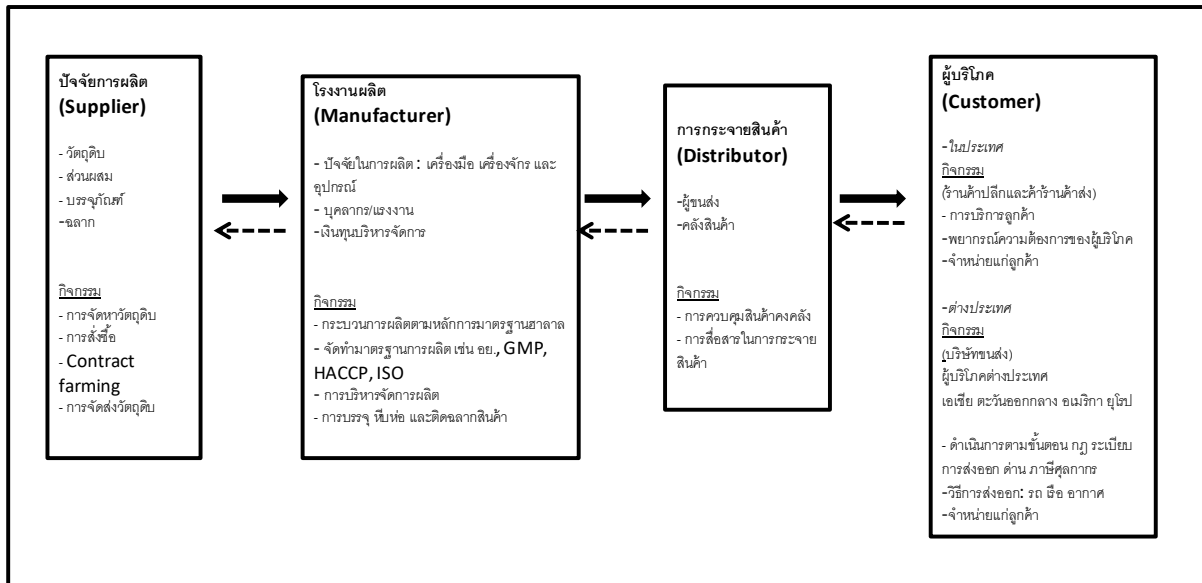 ปัจจัยการผลิต
(Supplier)
- วัตถุดิบ
- ส่วนผสม
- บรรจุภัณฑ์
-ฉลาก
กิจกรรม
- การจัดหาวัตถุดิบ
- การสั่งซื้อ
- Contract
farming
- การจัดส่งวัตถุดิบ
โรงงานผลิต
(Manufacturer)
- ปัจจัยในการผลิต : เครื่องมือ เครื่องจักร และ
อุปกรณ์
- บุคลากร/แรงงาน
-เงินทุนบริหารจัดการ
กิจกรรม
- กระบวนการผลิตตามหลักการมาตรฐานฮาลาล
- จัดทำมาตรฐานการผลิต เช่น อย., GMP,
HACCP, ISO
- การบริหารจัดการผลิต
- การบรรจุ หีบห่อ และติดฉลากสินค้า
การกระจายสินค้า
(Distributor)
-ผู้ขนส่ง
-คลังสินค้า
กิจกรรม
- การควบคุมสินค้าคงคลัง
- การสื่อสารในการกระจาย
สินค้า
ผู้บริโภค
(Customer)
-ในประเทศ
กิจกรรม
(ร้านค้าปลีกและค้าร้านค้าส่ง)
- การบริการลูกค้า
-พยากรณ์ความต้องการของผู้บริโภค
-จำหน่ายแก่ลูกค้า
-ต่างประเทศ
กิจกรรม
(บริษัทขนส่ง)
ผู้บริโภคต่างประเทศ
เอเชีย ตะวันออกกลาง อเมริกา ยุโรป
- ดำเนินการตามขั้นตอน กฎ ระเบียบ
การส่งออก ด่าน ภาษีศุลกากร
-วิธีการส่งออก: รถ เรือ อากาศ
-จำหน่ายแก่ลูกค้า